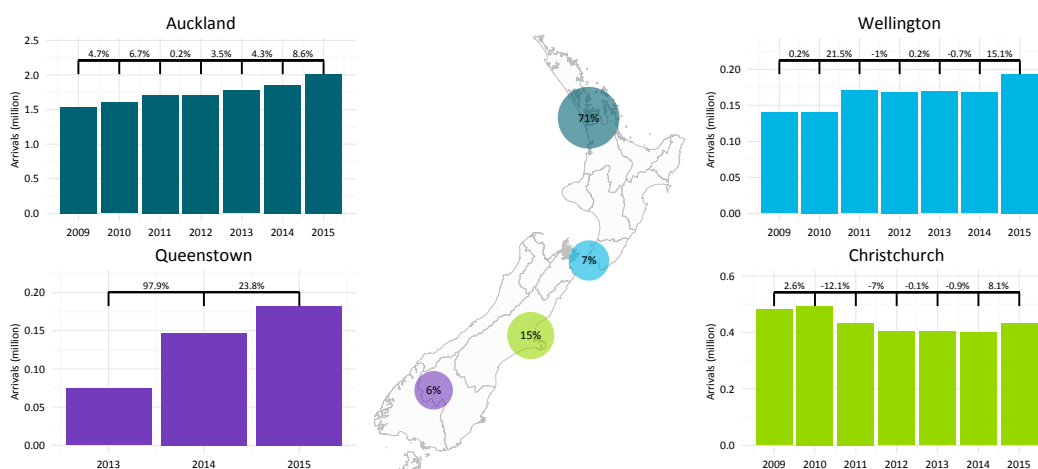 Auckland
Arrivals (million)
2.5
2.0
1.5
1.0
0.5
0.0
4.7% 6.7% 0.2% 3.5% 4.3% 8.6%
2009 2010 2011 2012 2013 2014 2015
Wellington
Arrivals (million)
0.20
0.15
0.10
0.05
0.00
0.2% 21.5% -1% 0.2% -0.7% 15.1%
2009 2010 2011 2012 2013 2014 2015
71%
7%
15%
6%
Queenstown
Arrivals (million)
0.20
0.15
0.10
0.05
0.00
97.9% 23.8%
2013 2014 2015
Christchurch
Arrivals (million)
0.6
0.4
0.2
0.0
2.6% -12.1% -7% -0.1% -0.9% 8.1%
2009 2010 2011 2012 2013 2014 2015